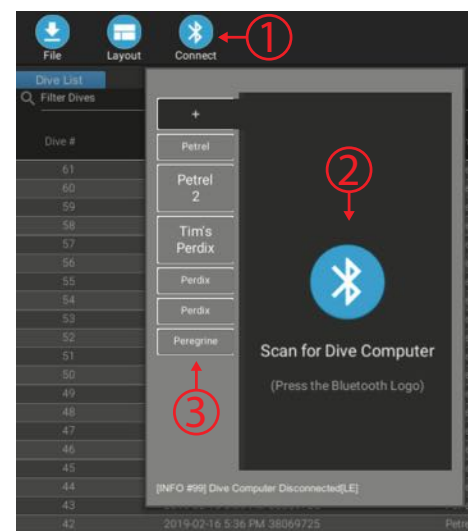 File Layout Connect
1
Dive List
Filter Dives
Dive #
61
60
59
58
57
56
55
54
53
52
51
50
49
48
47
46
45
44
43
42
+
Petrel
Petrel
2
Tim's
Perdix
Perdix
Perdix
Peregrine
3
2
Scan for Dive Computer
(Press the Bluetooth Logo)
[INFO #99] Dive Computer Disconnected[LE]
2019-02-16 5:36 PM 38069725